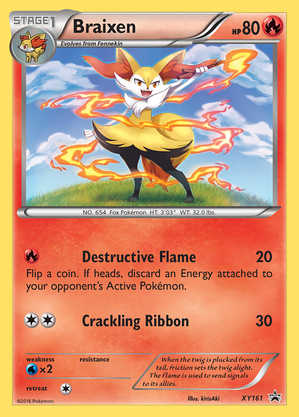 STAGE1
Braixen
HP80
Evolves from Fennekin
NO. 654 Fox Pokémon HT: 3'03" WT: 32.0 lbs.
Destructive Flame 20
Flip a coin. If heads, discard an Energy attached to
your opponent's Active Pokémon.
Crackling Ribbon 30
weakness resistance
×2
retreat
When the twig is plucked from its
tail, friction sets the twig alight.
The flame is used to send signals
to its allies.
©2016 Pokémon
Illus. kirisAki
XY161
PROMO